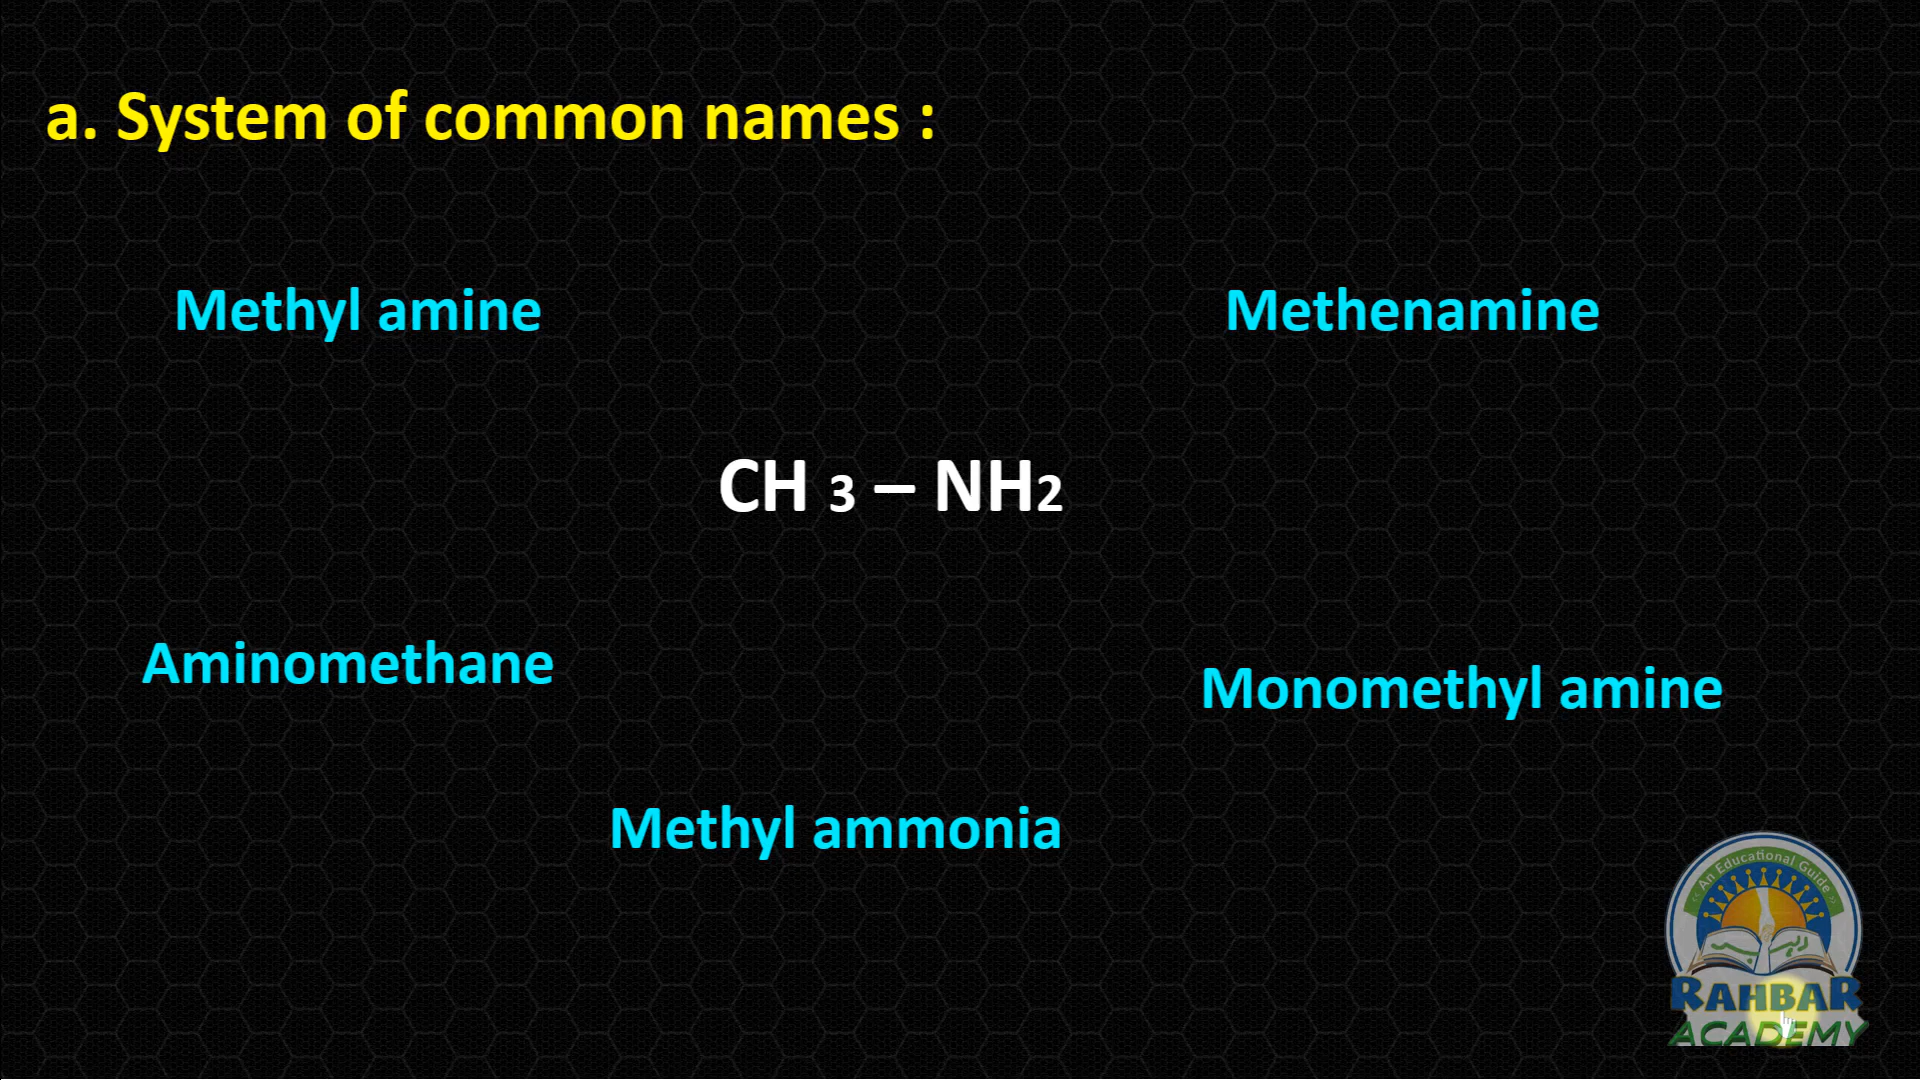 a. System of common names :
Methyl amine
Methenamine
CH 3 – NH2
Aminomethane
Monomethyl amine
Methyl ammonia
‹‹ An Educational Guide ››
RAHBAR
ACADEMY